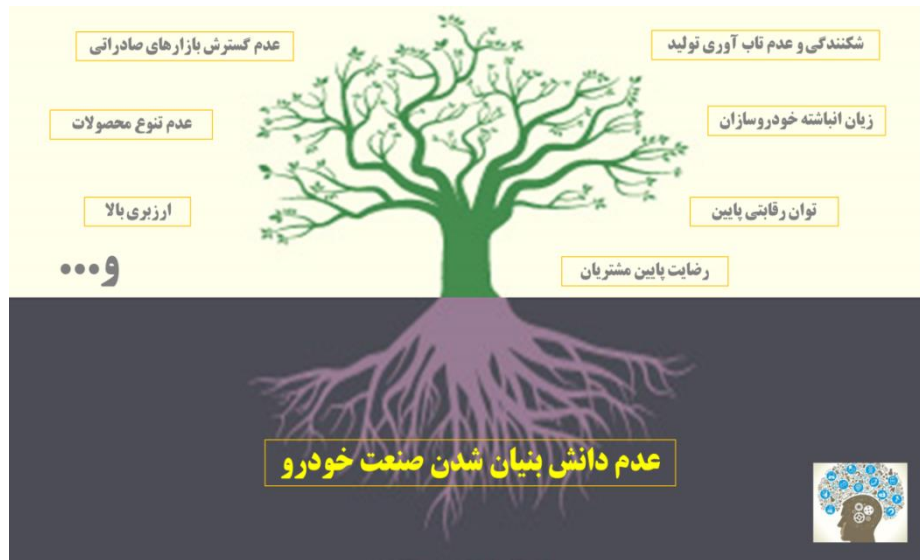 شکنندگی و عدم تاب آوری تولید
عدم گسترش بازارهای صادراتی
زیان انباشته خودروسازان
عدم تنوع محصولات
توان رقابتی پایین
ارزبری بالا
رضایت پایین مشتریان
و...
عدم دانش بنیان شدن صنعت خودرو